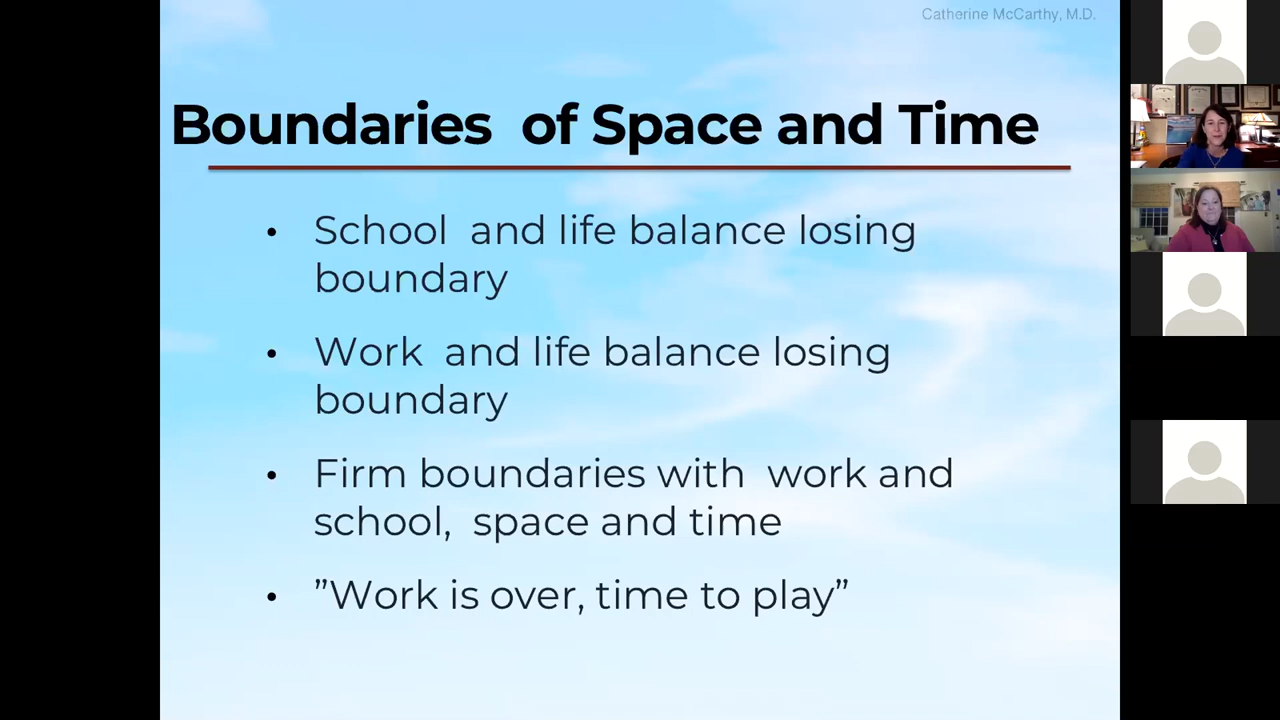 Catherine McCarthy, M.D.
Boundaries of Space and Time
• School and life balance losing
boundary
• Work and life balance losing
boundary
• Firm boundaries with work and
school, space and time
• ”Work is over, time to play”